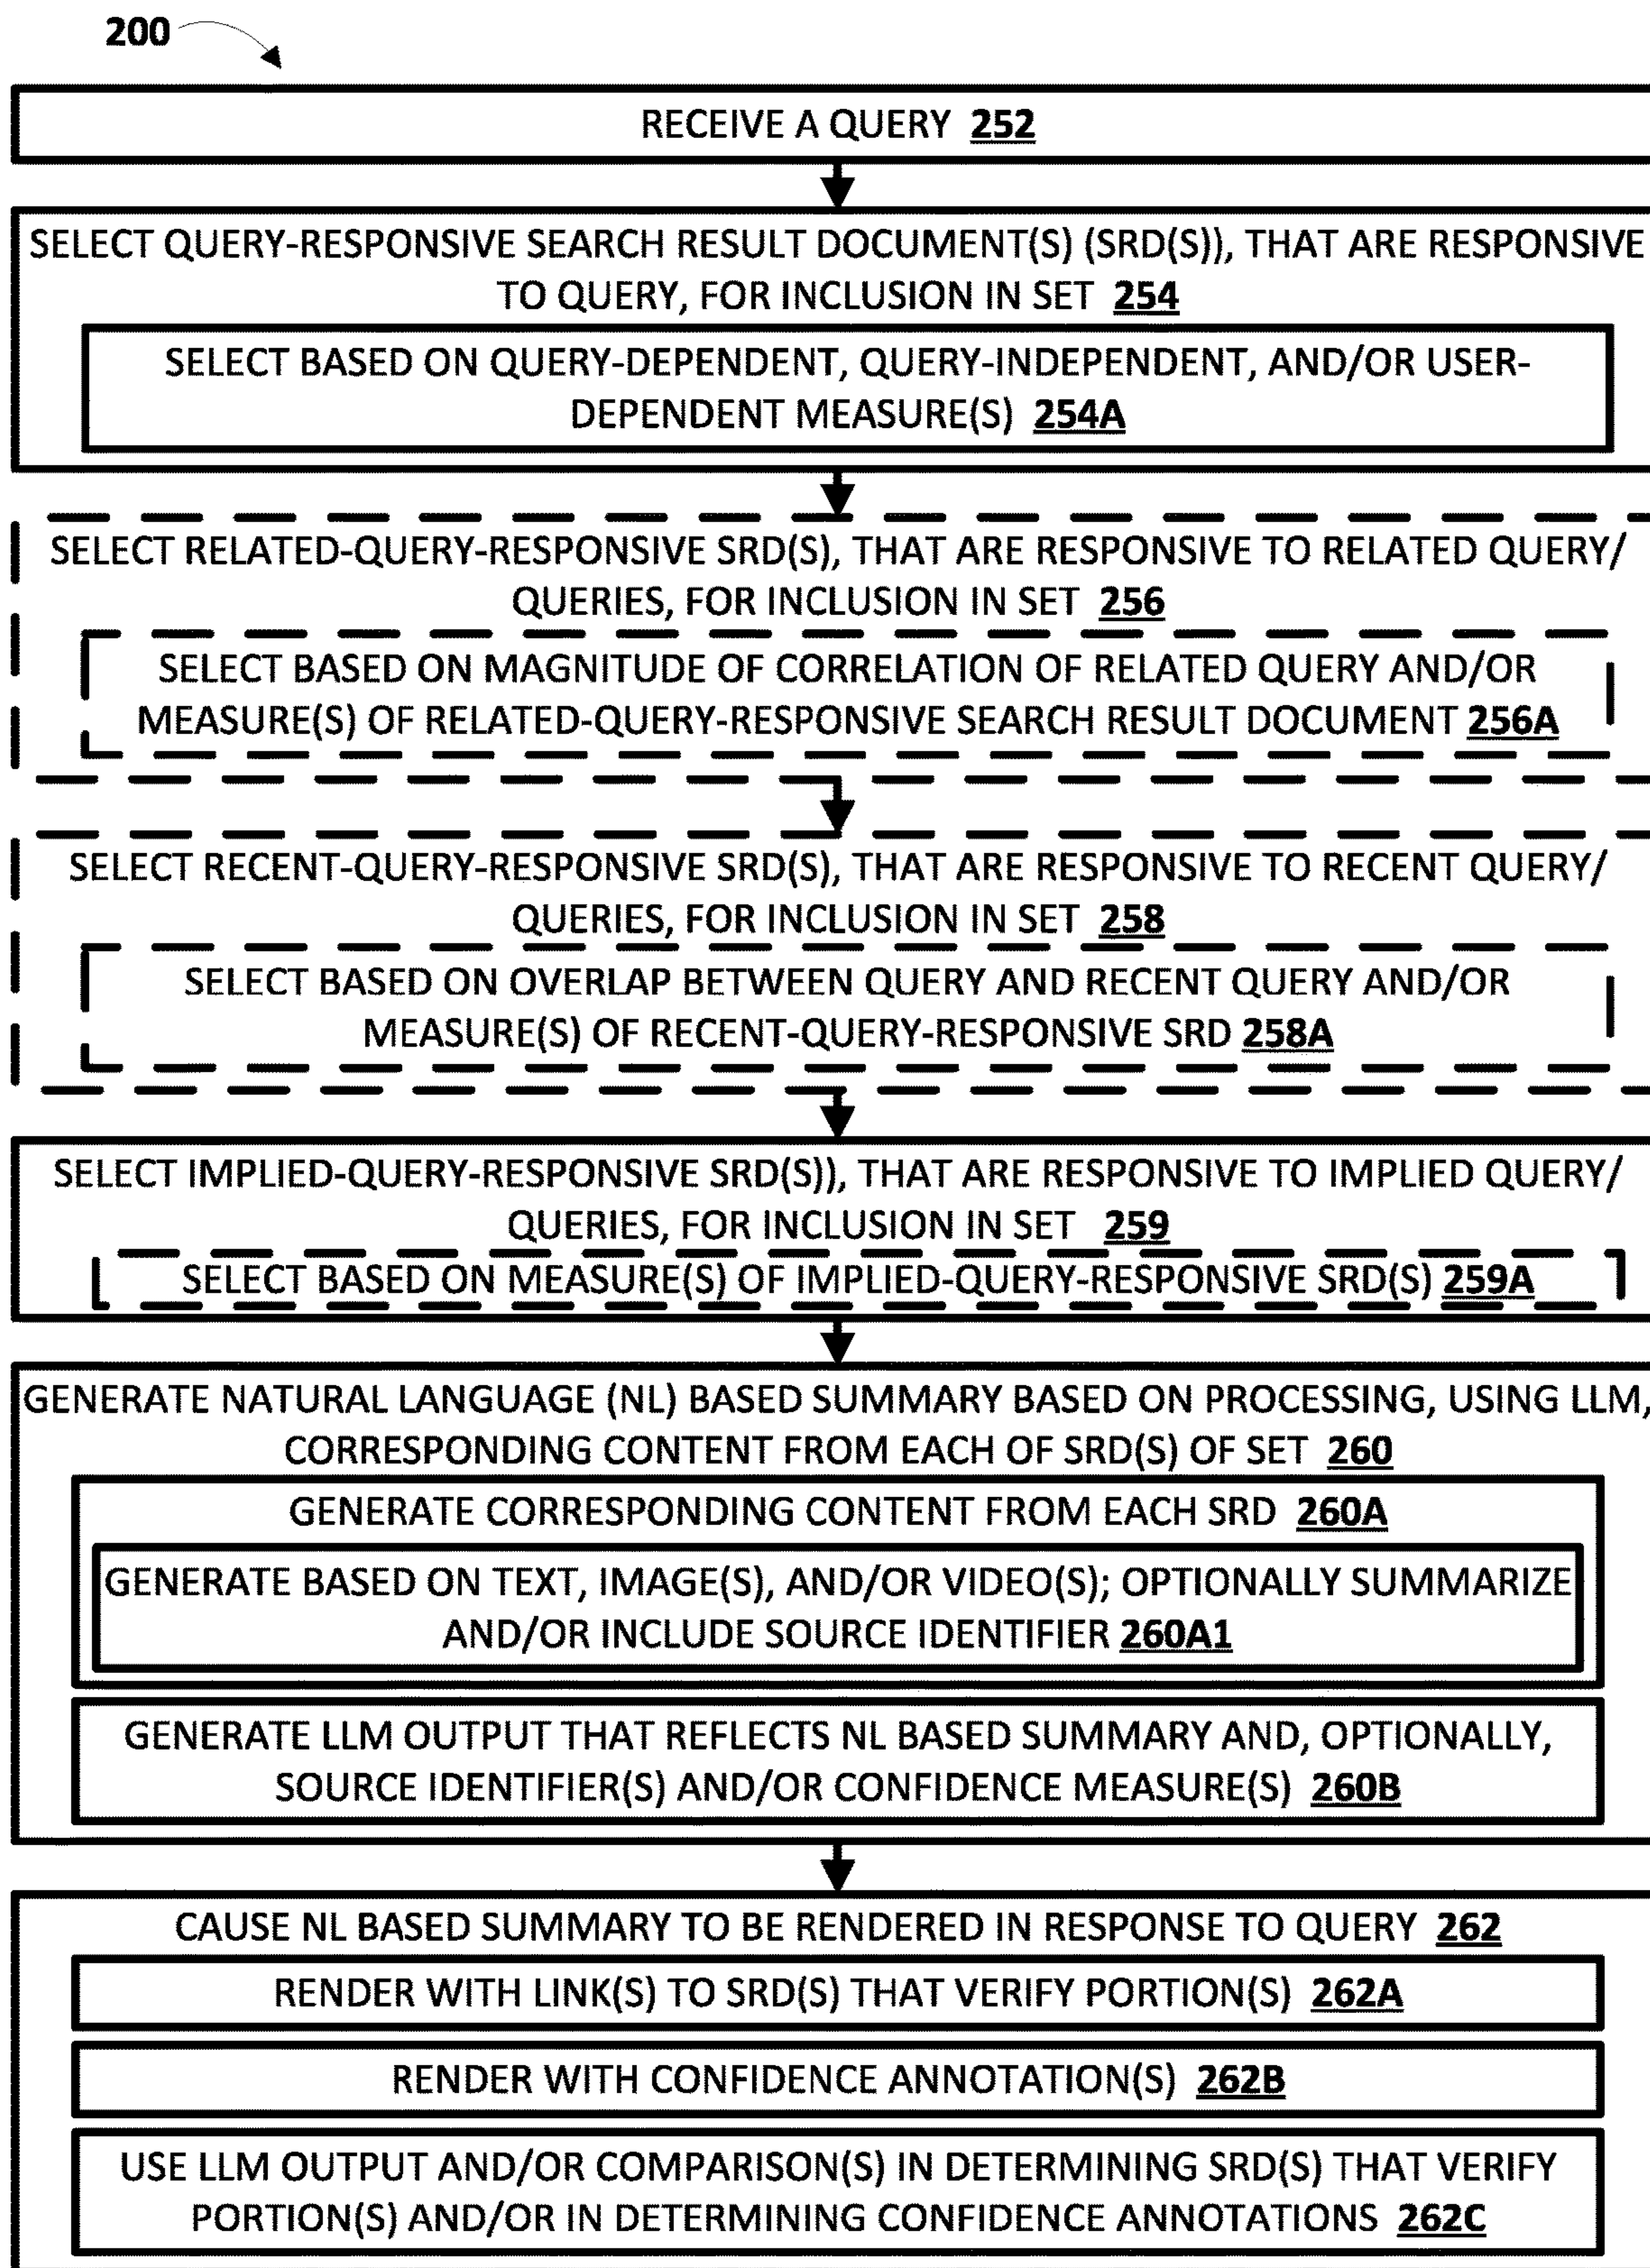 200
RECEIVE A QUERY 252
SELECT QUERY-RESPONSIVE SEARCH RESULT DOCUMENT(S) (SRD(S)), THAT ARE RESPONSIVE
TO QUERY, FOR INCLUSION IN SET 254
SELECT BASED ON QUERY-DEPENDENT, QUERY-INDEPENDENT, AND/OR USER-
DEPENDENT MEASURE(S) 254A
SELECT RELATED-QUERY-RESPONSIVE SRD(S), THAT ARE RESPONSIVE TO RELATED QUERY/
QUERIES, FOR INCLUSION IN SET 256
SELECT BASED ON MAGNITUDE OF CORRELATION OF RELATED QUERY AND/OR
MEASURE(S) OF RELATED-QUERY-RESPONSIVE SEARCH RESULT DOCUMENT 256A
SELECT RECENT-QUERY-RESPONSIVE SRD(S), THAT ARE RESPONSIVE TO RECENT QUERY/
QUERIES, FOR INCLUSION IN SET 258
SELECT BASED ON OVERLAP BETWEEN QUERY AND RECENT QUERY AND/OR
MEASURE(S) OF RECENT-QUERY-RESPONSIVE SRD 258A
SELECT IMPLIED-QUERY-RESPONSIVE SRD(S)), THAT ARE RESPONSIVE TO IMPLIED QUERY/
QUERIES, FOR INCLUSION IN SET 259
SELECT BASED ON MEASURE(S) OF IMPLIED-QUERY-RESPONSIVE SRD(S) 259A
GENERATE NATURAL LANGUAGE (NL) BASED SUMMARY BASED ON PROCESSING, USING LLM,
CORRESPONDING CONTENT FROM EACH OF SRD(S) OF SET 260
GENERATE CORRESPONDING CONTENT FROM EACH SRD 260A
GENERATE BASED ON TEXT, IMAGE(S), AND/OR VIDEO(S); OPTIONALLY SUMMARIZE
AND/OR INCLUDE SOURCE IDENTIFIER 260A1
GENERATE LLM OUTPUT THAT REFLECTS NL BASED SUMMARY AND, OPTIONALLY,
SOURCE IDENTIFIER(S) AND/OR CONFIDENCE MEASURE(S) 260B
CAUSE NL BASED SUMMARY TO BE RENDERED IN RESPONSE TO QUERY 262
RENDER WITH LINK(S) TO SRD(S) THAT VERIFY PORTION(S) 262A
RENDER WITH CONFIDENCE ANNOTATION(S) 262B
USE LLM OUTPUT AND/OR COMPARISON(S) IN DETERMINING SRD(S) THAT VERIFY
PORTION(S) AND/OR IN DETERMINING CONFIDENCE ANNOTATIONS 262C